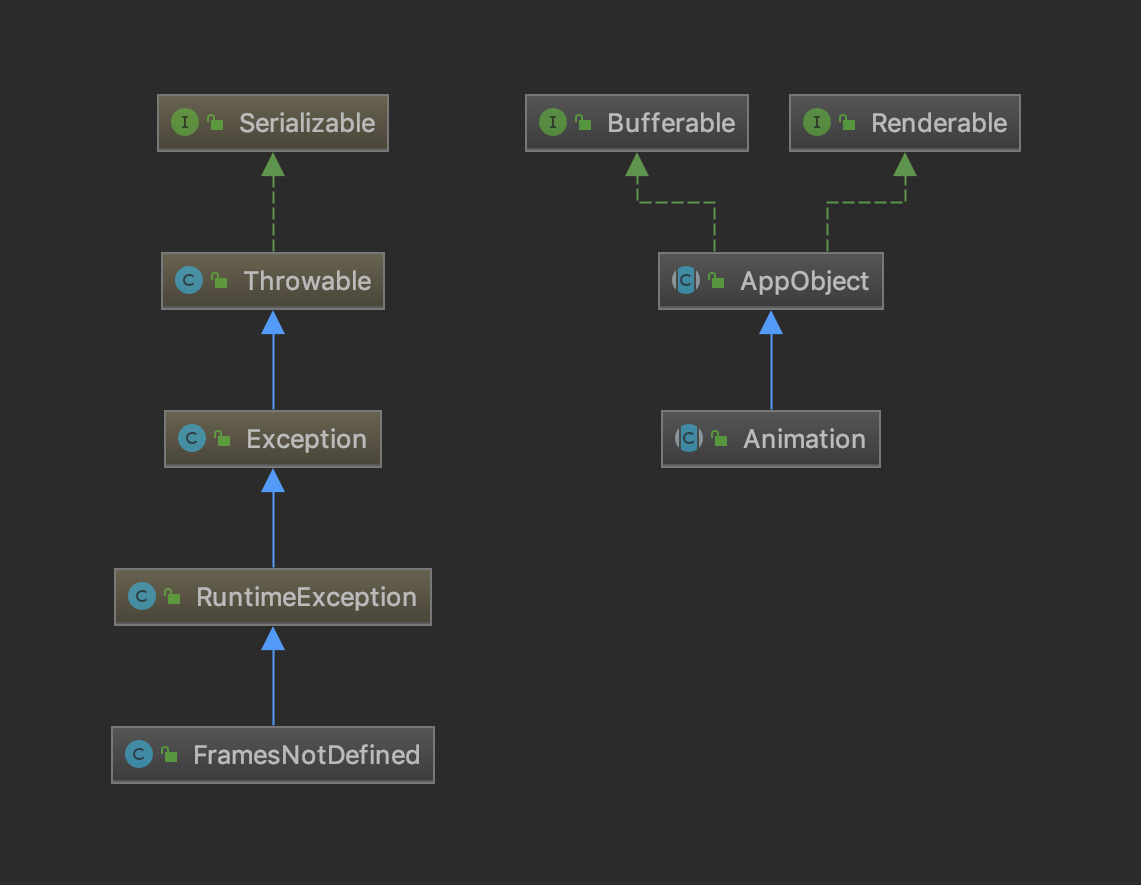 I Serializable
I Bufferable
I Renderable
C Throwable
C AppObject
C Exception
C Animation
C RuntimeException
C FramesNotDefined